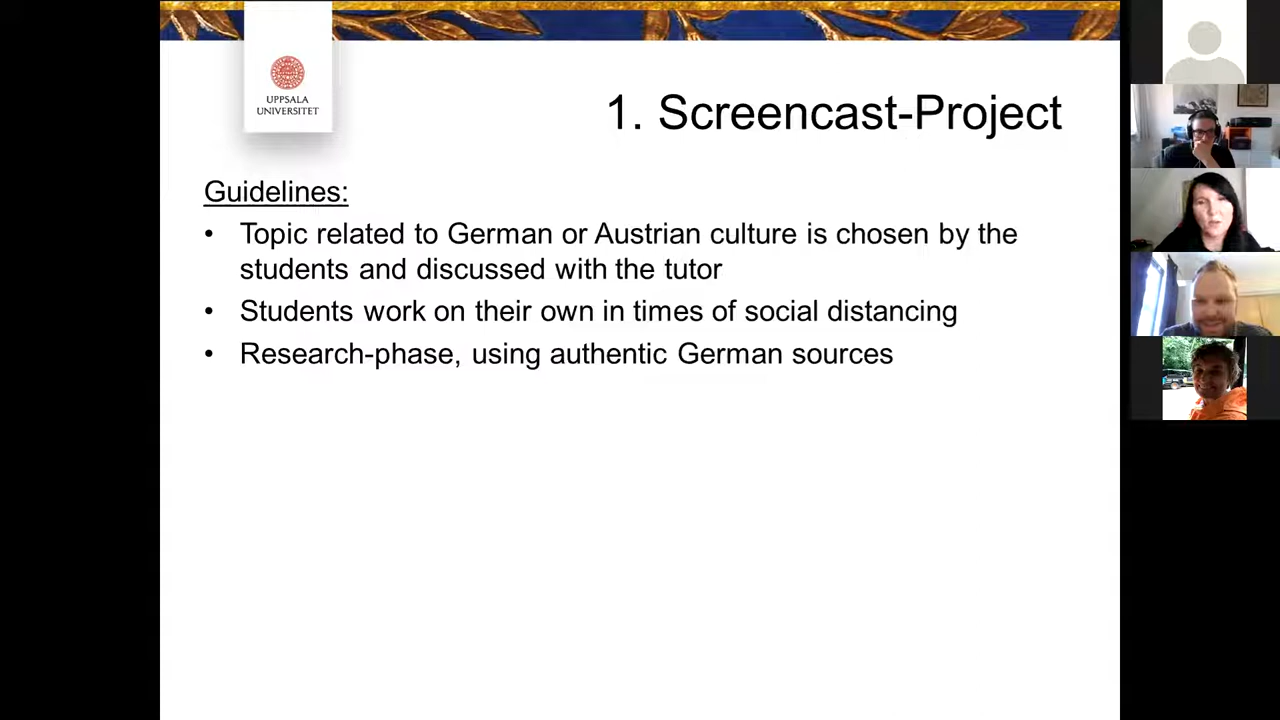 UPPSALA
UNIVERSITET
1. Screencast-Project
Guidelines:
• Topic related to German or Austrian culture is chosen by the
students and discussed with the tutor
• Students work on their own in times of social distancing
• Research-phase, using authentic German sources